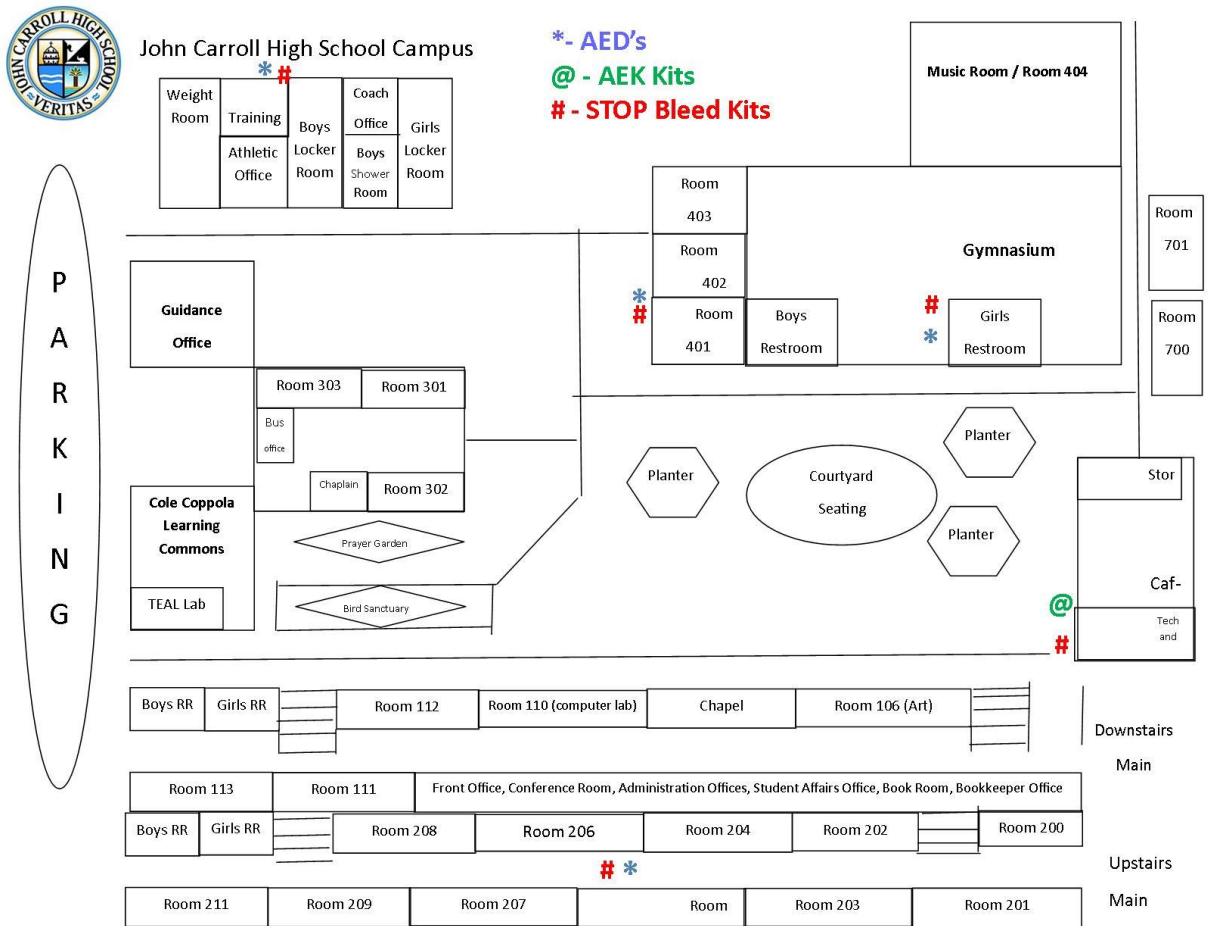 JOHN CARROLL HIGH SCHOOL
VERITAS
John Carroll High School Campus
*- AED's
@ - AEK Kits
# - STOP Bleed Kits
* #
Weight
Room
Training
Athletic
Office
Boys
Locker
Room
Coach
Office
Boys
Shower
Room
Girls
Locker
Room
Music Room / Room 404
Room
403
Room
402
*
#
Room
401
Boys
Restroom
Gymnasium
#
*
Girls
Restroom
Room
701
Room
700
PARKING
Guidance
Office
Room 303
Room 301
Bus
office
Chaplain
Room 302
Cole Coppola
Learning
Commons
TEAL Lab
Prayer Garden
Bird Sanctuary
Planter
Courtyard
Seating
Planter
Planter
Stor
Caf-
@
#
Tech
and
Boys RR
Girls RR
Room 112
Room 110 (computer lab)
Chapel
Room 106 (Art)
Downstairs
Main
Room 113
Room 111
Front Office, Conference Room, Administration Offices, Student Affairs Office, Book Room, Bookkeeper Office
Boys RR
Girls RR
Room 208
Room 206
Room 204
Room 202
Room 200
# *
Upstairs
Main
Room 211
Room 209
Room 207
Room
Room 203
Room 201